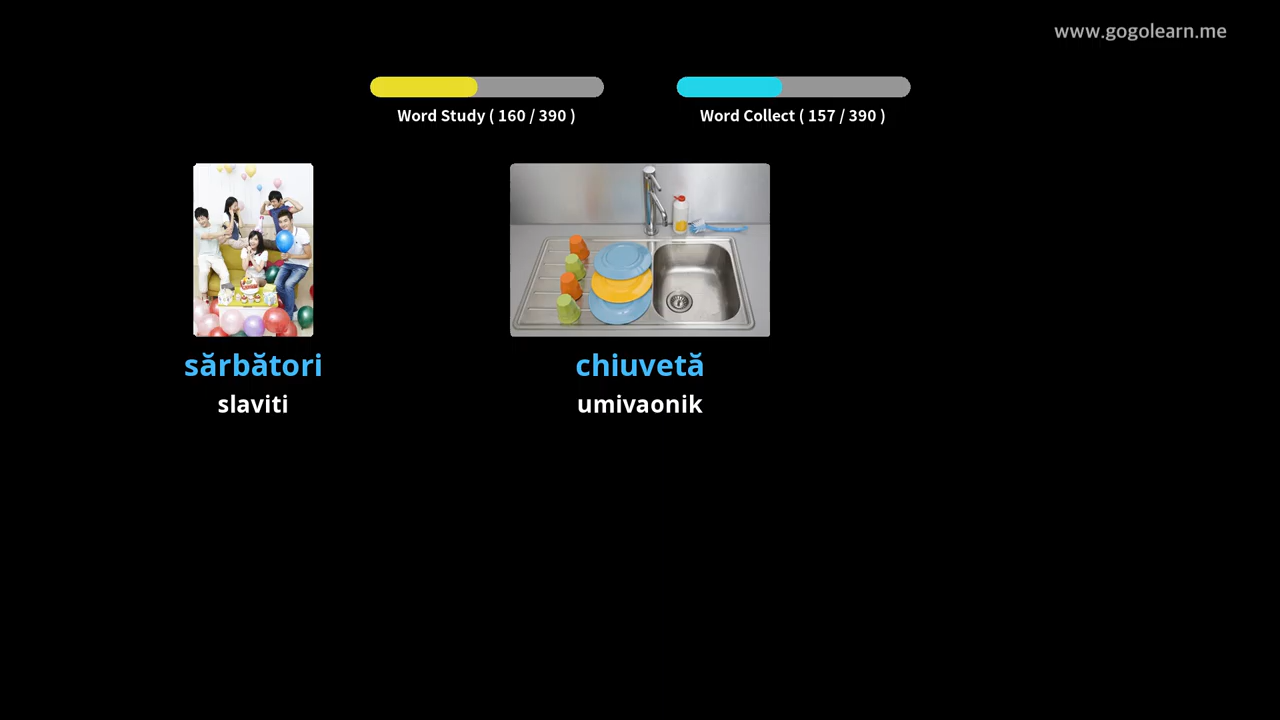 www.gogolearn.me
Word Study ( 160 / 390 )
Word Collect ( 157 / 390 )
sărbători
slaviti
chiuvetă
umivaonik